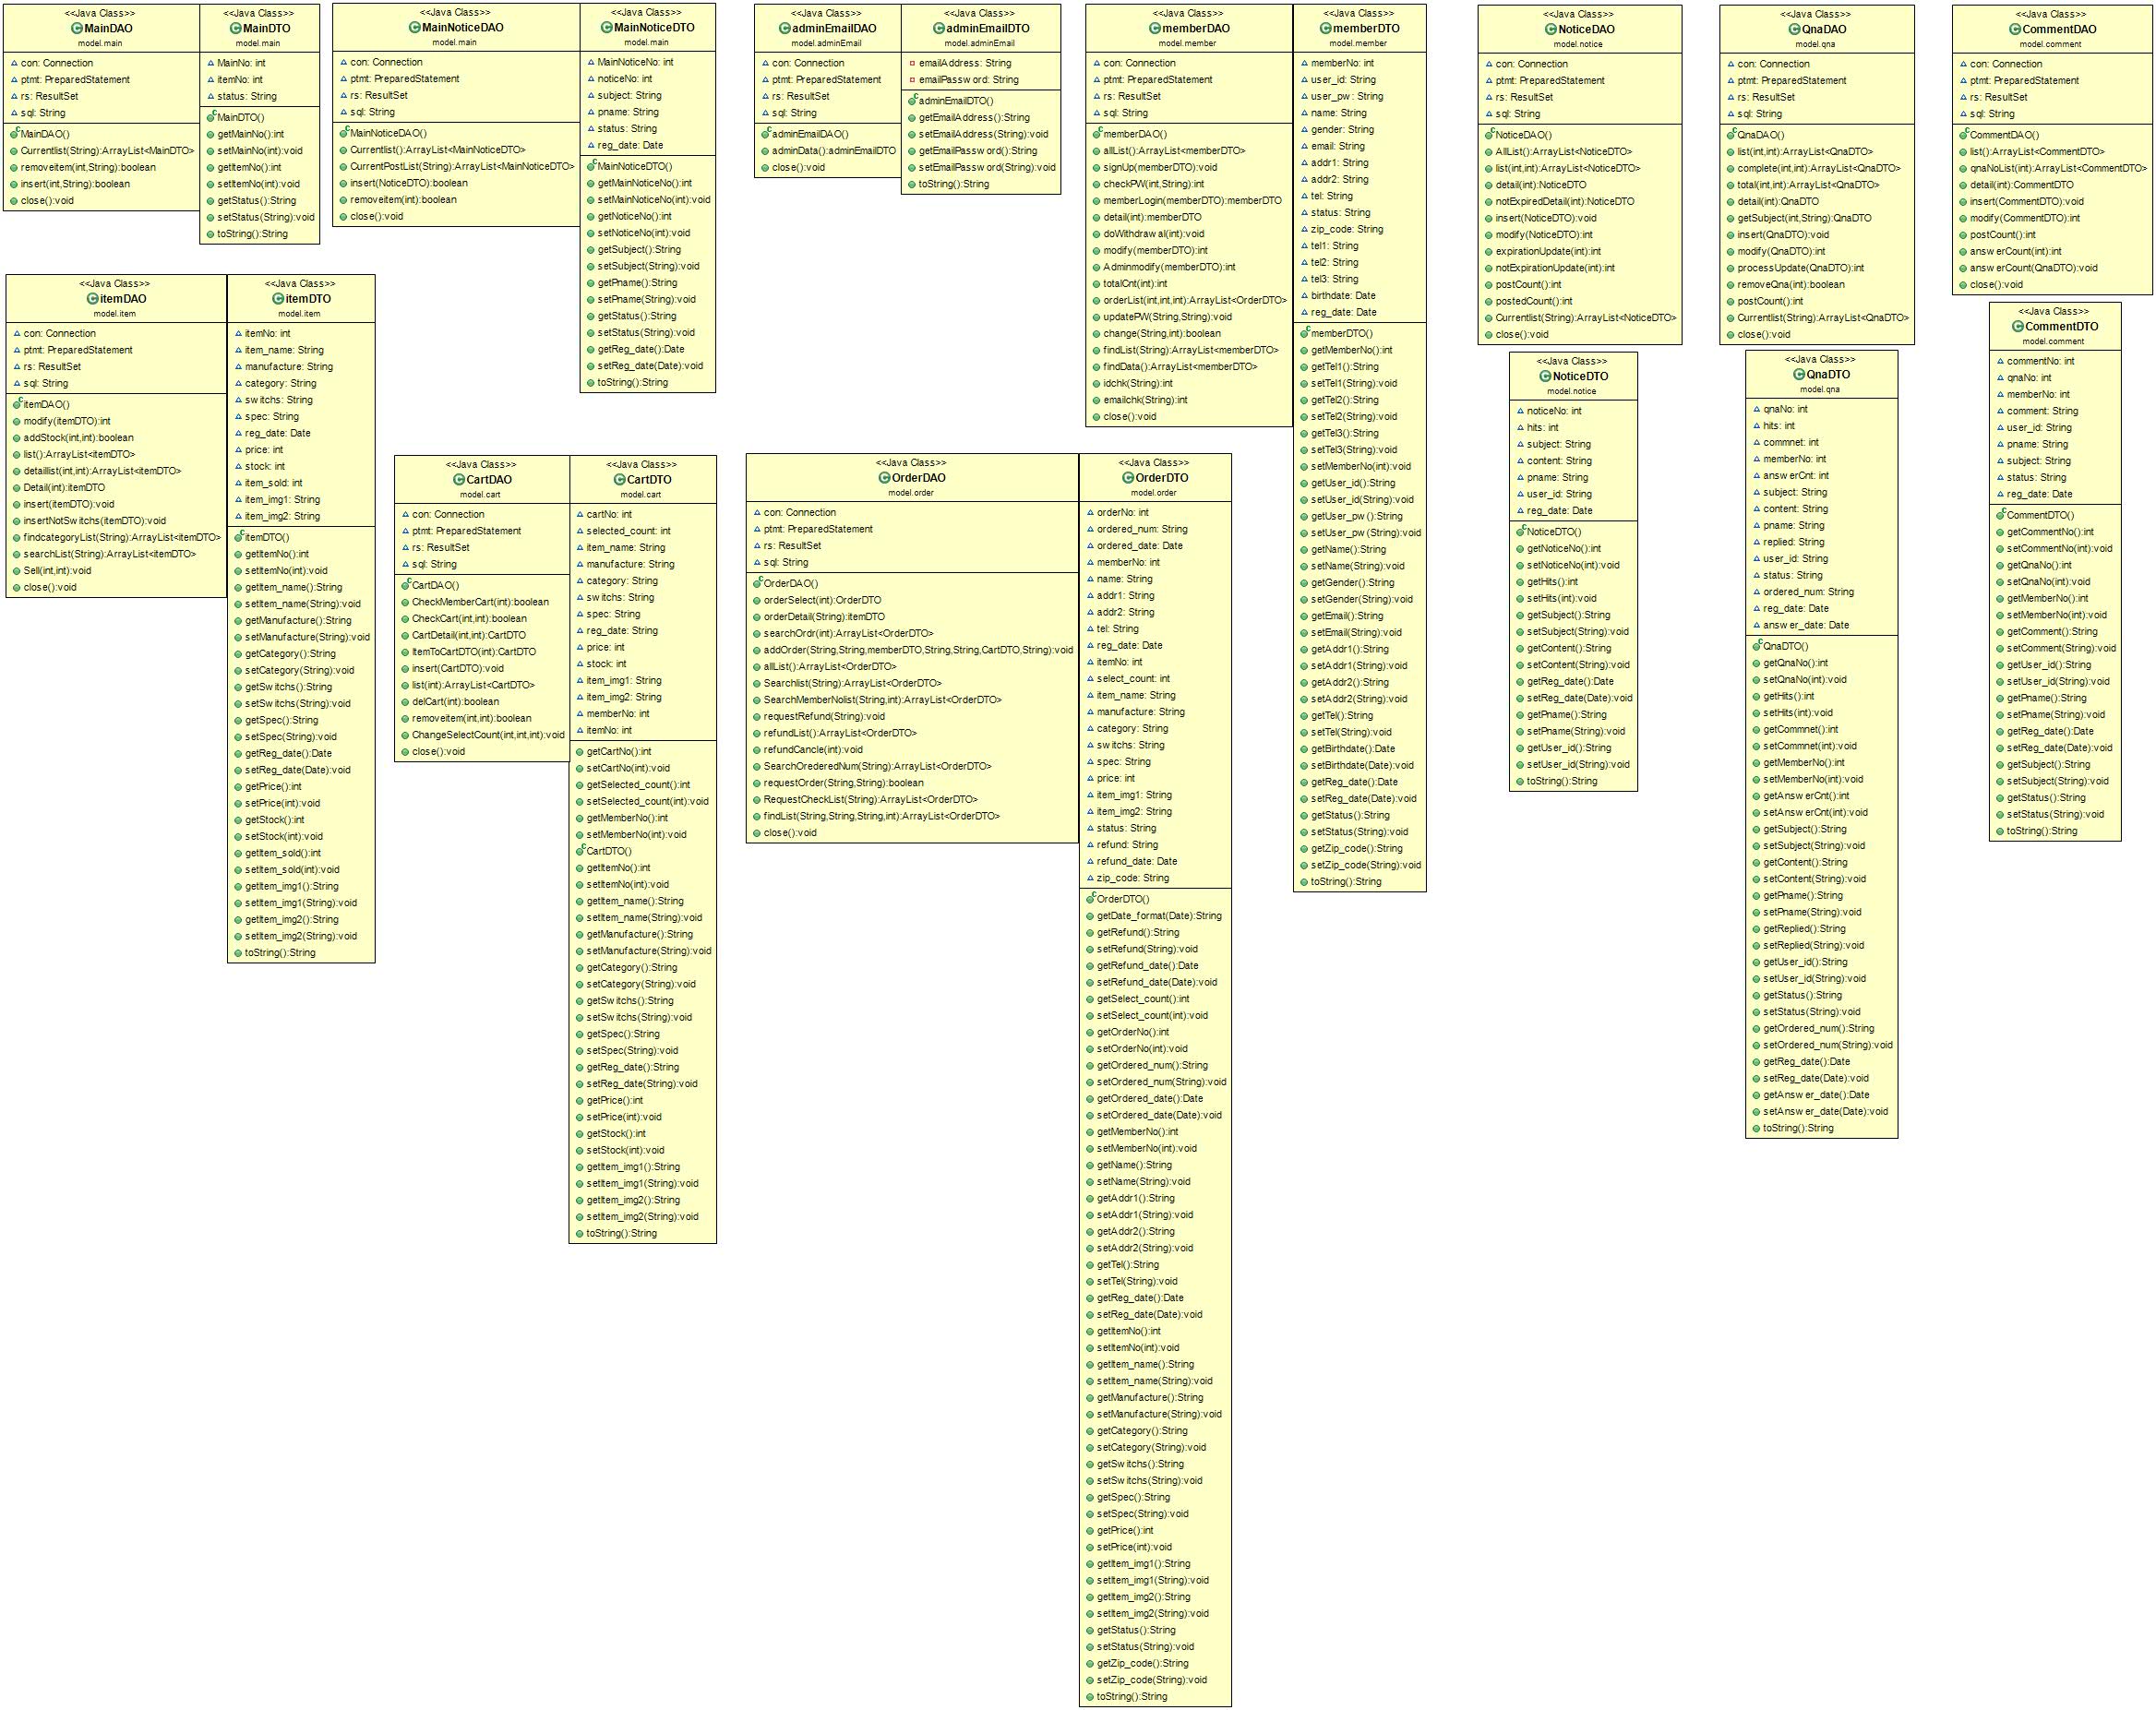 <<Java Class>>
MainDAO
model.main
con: Connection
ptmt: PreparedStatement
rs: ResultSet
sql: String
MainDAO()
Currentlist(String):ArrayList<MainDTO>
removeitem(int,String):boolean
insert(int,String):boolean
close():void
<<Java Class>>
MainDTO
model.main
MainNo: int
itemNo: int
status: String
MainDTO()
getMainNo():int
setMainNo(int):void
getItemNo():int
setItemNo(int):void
getStatus():String
setStatus(String):void
toString():String
<<Java Class>>
MainNoticeDAO
model.main
con: Connection
ptmt: PreparedStatement
rs: ResultSet
sql: String
MainNoticeDAO()
Currentlist():ArrayList<MainNoticeDTO>
CurrentPostList(String):ArrayList<MainNoticeDTO>
insert(NoticeDTO):boolean
removeitem(int):boolean
close():void
<<Java Class>>
MainNoticeDTO
model.main
MainNoticeNo: int
noticeNo: int
subject: String
pname: String
status: String
reg_date: Date
MainNoticeDTO()
getMainNoticeNo():int
setMainNoticeNo(int):void
getNoticeNo():int
setNoticeNo(int):void
getSubject():String
setSubject(String):void
getPname():String
setPname(String):void
getStatus():String
setStatus(String):void
getReg_date():Date
setReg_date(Date):void
toString():String
<<Java Class>>
adminEmailDAO
model.adminEmail
con: Connection
ptmt: PreparedStatement
rs: ResultSet
sql: String
adminEmailDAO()
adminData():adminEmailDTO
close():void
<<Java Class>>
adminEmailDTO
model.adminEmail
emailAddress: String
emailPassword: String
adminEmailDTO()
getEmailAddress():String
setEmailAddress(String):void
getEmailPassword():String
setEmailPassword(String):void
toString():String
<<Java Class>>
memberDAO
model.member
con: Connection
ptmt: PreparedStatement
rs: ResultSet
sql: String
memberDAO()
allList():ArrayList<memberDTO>
signUp(memberDTO):void
checkPW(int,String):int
memberLogin(memberDTO):memberDTO
detail(int):memberDTO
doWithdrawal(int):void
modify(memberDTO):int
Adminmodify(memberDTO):int
totalCnt(int):int
orderList(int,int,int):ArrayList<OrderDTO>
updatePW(String,String):void
change(String,int):boolean
findList(String):ArrayList<memberDTO>
findData():ArrayList<memberDTO>
idchk(String):int
emailchk(String):int
close():void
<<Java Class>>
memberDTO
model.member
memberNo: int
user_id: String
user_pw: String
name: String
gender: String
email: String
addr1: String
addr2: String
tel: String
status: String
zip_code: String
tel1: String
tel2: String
tel3: String
birthdate: Date
reg_date: Date
memberDTO()
getMemberNo():int
getTel1():String
setTel1(String):void
getTel2():String
setTel2(String):void
getTel3():String
setTel3(String):void
setMemberNo(int):void
getUser_id():String
setUser_id(String):void
getUser_pw():String
setUser_pw(String):void
getName():String
setName(String):void
getGender():String
setGender(String):void
getEmail():String
setEmail(String):void
getAddr1():String
setAddr1(String):void
getAddr2():String
setAddr2(String):void
getTel():String
setTel(String):void
getBirthdate():Date
setBirthdate(Date):void
getReg_date():Date
setReg_date(Date):void
getStatus():String
setStatus(String):void
getZip_code():String
setZip_code(String):void
toString():String
<<Java Class>>
NoticeDAO
model.notice
con: Connection
ptmt: PreparedStatement
rs: ResultSet
sql: String
NoticeDAO()
AllList():ArrayList<NoticeDTO>
list(int,int):ArrayList<NoticeDTO>
detail(int):NoticeDTO
notExpiredDetail(int):NoticeDTO
insert(NoticeDTO):void
modify(NoticeDTO):int
expirationUpdate(int):int
notExpirationUpdate(int):int
postCount():int
postedCount():int
Currentlist(String):ArrayList<NoticeDTO>
close():void
<<Java Class>>
QnaDAO
model.qna
con: Connection
ptmt: PreparedStatement
rs: ResultSet
sql: String
QnaDAO()
list(int,int):ArrayList<QnaDTO>
complete(int,int):ArrayList<QnaDTO>
total(int,int):ArrayList<QnaDTO>
detail(int):QnaDTO
getSubject(int,String):QnaDTO
insert(QnaDTO):void
modify(QnaDTO):int
processUpdate(QnaDTO):int
removeQna(int):boolean
postCount():int
Currentlist(String):ArrayList<QnaDTO>
close():void
<<Java Class>>
CommentDAO
model.comment
con: Connection
ptmt: PreparedStatement
rs: ResultSet
sql: String
CommentDAO()
list():ArrayList<CommentDTO>
qnaNoList(int):ArrayList<CommentDTO>
detail(int):CommentDTO
insert(CommentDTO):void
modify(CommentDTO):int
postCount():int
answerCount(int):int
answerCount(QnaDTO):void
close():void
<<Java Class>>
itemDAO
model.item
con: Connection
ptmt: PreparedStatement
rs: ResultSet
sql: String
itemDAO()
modify(itemDTO):int
addStock(int,int):boolean
list():ArrayList<itemDTO>
detaillist(int,int):ArrayList<itemDTO>
Detail(int):itemDTO
insert(itemDTO):void
insertNotSwitchs(itemDTO):void
findcategoryList(String):ArrayList<itemDTO>
searchList(String):ArrayList<itemDTO>
Sell(int,int):void
close():void
<<Java Class>>
itemDTO
model.item
itemNo: int
item_name: String
manufacture: String
category: String
switchs: String
spec: String
reg_date: Date
price: int
stock: int
item_sold: int
item_img1: String
item_img2: String
itemDTO()
getItemNo():int
setItemNo(int):void
getItem_name():String
setItem_name(String):void
getManufacture():String
setManufacture(String):void
getCategory():String
setCategory(String):void
getSwitchs():String
setSwitchs(String):void
getSpec():String
setSpec(String):void
getReg_date():Date
setReg_date(Date):void
getPrice():int
setPrice(int):void
getStock():int
setStock(int):void
getItem_sold():int
setItem_sold(int):void
getItem_img1():String
setItem_img1(String):void
getItem_img2():String
setItem_img2(String):void
toString():String
<<Java Class>>
CartDAO
model.cart
con: Connection
ptmt: PreparedStatement
rs: ResultSet
sql: String
CartDAO()
CheckMemberCart(int):boolean
CheckCart(int,int):boolean
CartDetail(int,int):CartDTO
ItemToCartDTO(int):CartDTO
insert(CartDTO):void
list(int):ArrayList<CartDTO>
delCart(int):boolean
removeitem(int,int):boolean
ChangeSelectCount(int,int,int):void
close():void
<<Java Class>>
CartDTO
model.cart
cartNo: int
selected_count: int
item_name: String
manufacture: String
category: String
switchs: String
spec: String
reg_date: String
price: int
stock: int
item_img1: String
item_img2: String
memberNo: int
itemNo: int
getCartNo():int
setCartNo(int):void
getSelected_count():int
setSelected_count(int):void
getMemberNo():int
setMemberNo(int):void
CartDTO()
getItemNo():int
setItemNo(int):void
getItem_name():String
setItem_name(String):void
getManufacture():String
setManufacture(String):void
getCategory():String
setCategory(String):void
getSwitchs():String
setSwitchs(String):void
getSpec():String
setSpec(String):void
getReg_date():String
setReg_date(String):void
getPrice():int
setPrice(int):void
getStock():int
setStock(int):void
getItem_img1():String
setItem_img1(String):void
getItem_img2():String
setItem_img2(String):void
toString():String
<<Java Class>>
OrderDAO
model.order
con: Connection
ptmt: PreparedStatement
rs: ResultSet
sql: String
OrderDAO()
orderSelect(int):OrderDTO
orderDetail(String):itemDTO
searchOrdr(int):ArrayList<OrderDTO>
addOrder(String,String,memberDTO,String,String,CartDTO,String):void
allList():ArrayList<OrderDTO>
Searchlist(String):ArrayList<OrderDTO>
SearchMemberNolist(String,int):ArrayList<OrderDTO>
requestRefund(String):void
refundList():ArrayList<OrderDTO>
refundCancle(int):void
SearchOrederedNum(String):ArrayList<OrderDTO>
requestOrder(String,String):boolean
RequestCheckList(String):ArrayList<OrderDTO>
findList(String,String,String,int):ArrayList<OrderDTO>
close():void
<<Java Class>>
OrderDTO
model.order
orderNo: int
ordered_num: String
ordered_date: Date
memberNo: int
name: String
addr1: String
addr2: String
tel: String
reg_date: Date
itemNo: int
select_count: int
item_name: String
manufacture: String
category: String
switchs: String
spec: String
price: int
item_img1: String
item_img2: String
status: String
refund: String
refund_date: Date
zip_code: String
OrderDTO()
getDate_format(Date):String
getRefund():String
setRefund(String):void
getRefund_date():Date
setRefund_date(Date):void
getSelect_count():int
setSelect_count(int):void
getOrderNo():int
setOrderNo(int):void
getOrdered_num():String
setOrdered_num(String):void
getOrdered_date():Date
setOrdered_date(Date):void
getMemberNo():int
setMemberNo(int):void
getName():String
setName(String):void
getAddr1():String
setAddr1(String):void
getAddr2():String
setAddr2(String):void
getTel():String
setTel(String):void
getReg_date():Date
setReg_date(Date):void
getItemNo():int
setItemNo(int):void
getItem_name():String
setItem_name(String):void
getManufacture():String
setManufacture(String):void
getCategory():String
setCategory(String):void
getSwitchs():String
setSwitchs(String):void
getSpec():String
setSpec(String):void
getPrice():int
setPrice(int):void
getItem_img1():String
setItem_img1(String):void
getItem_img2():String
setItem_img2(String):void
getStatus():String
setStatus(String):void
getZip_code():String
setZip_code(String):void
toString():String
<<Java Class>>
NoticeDTO
model.notice
noticeNo: int
hits: int
subject: String
content: String
pname: String
user_id: String
reg_date: Date
NoticeDTO()
getNoticeNo():int
setNoticeNo(int):void
getHits():int
setHits(int):void
getSubject():String
setSubject(String):void
getContent():String
setContent(String):void
getReg_date():Date
setReg_date(Date):void
getPname():String
setPname(String):void
getUser_id():String
setUser_id(String):void
toString():String
<<Java Class>>
QnaDTO
model.qna
qnaNo: int
hits: int
commnet: int
memberNo: int
answerCnt: int
subject: String
content: String
pname: String
replied: String
user_id: String
status: String
ordered_num: String
reg_date: Date
answer_date: Date
QnaDTO()
getQnaNo():int
setQnaNo(int):void
getHits():int
setHits(int):void
getCommnet():int
setCommnet(int):void
getMemberNo():int
setMemberNo(int):void
getAnswerCnt():int
setAnswerCnt(int):void
getSubject():String
setSubject(String):void
getContent():String
setContent(String):void
getPname():String
setPname(String):void
getReplied():String
setReplied(String):void
getUser_id():String
setUser_id(String):void
getStatus():String
setStatus(String):void
getOrdered_num():String
setOrdered_num(String):void
getReg_date():Date
setReg_date(Date):void
getAnswer_date():Date
setAnswer_date(Date):void
toString():String
<<Java Class>>
CommentDTO
model.comment
commentNo: int
qnaNo: int
memberNo: int
comment: String
user_id: String
pname: String
subject: String
status: String
reg_date: Date
CommentDTO()
getCommentNo():int
setCommentNo(int):void
getQnaNo():int
setQnaNo(int):void
getMemberNo():int
setMemberNo(int):void
getComment():String
setComment(String):void
getUser_id():String
setUser_id(String):void
getPname():String
setPname(String):void
getReg_date():Date
setReg_date(Date):void
getSubject():String
setSubject(String):void
getStatus():String
setStatus(String):void
toString():String